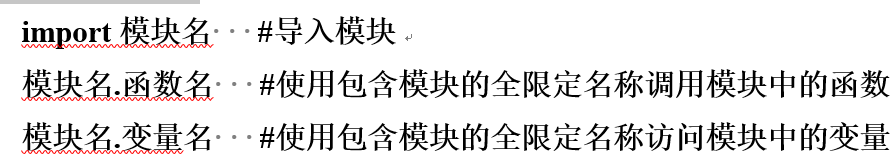 import 模块名 #导入模块
模块名.函数名 #使用包含模块的全限定名称调用模块中的函数
模块名.变量名 #使用包含模块的全限定名称访问模块中的变量